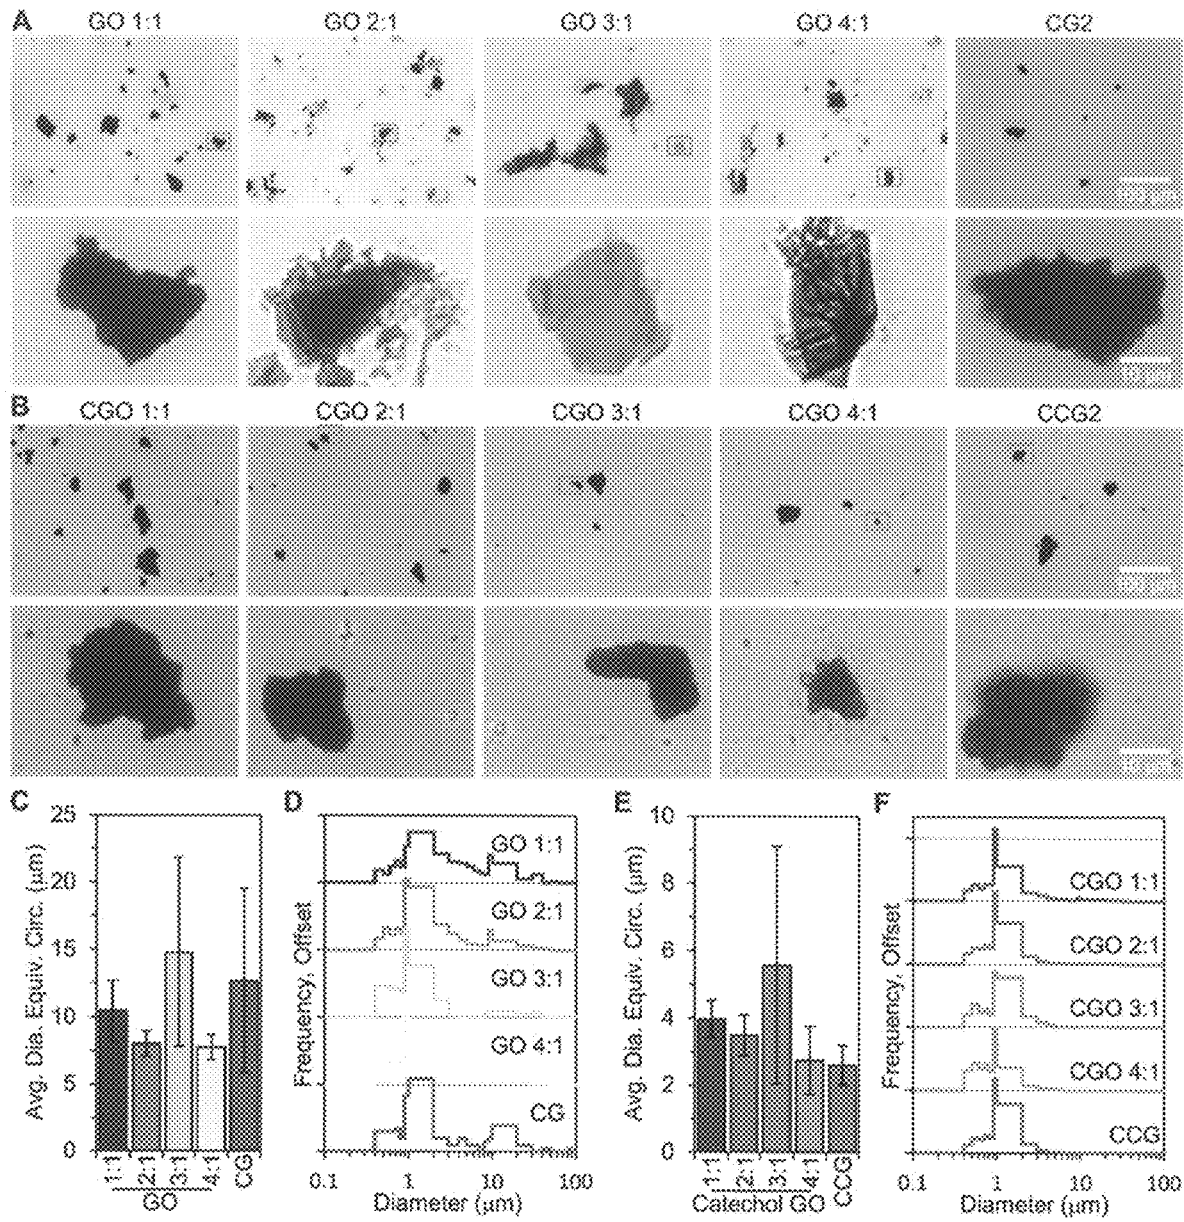 A
GO 1:1 GO 2:1 GO 3:1 GO 4:1 CG2
B
CGO 1:1 CGO 2:1 CGO 3:1 CGO 4:1 CCG2
C
Avg. Dia. Equiv. Circ. (μm)
25
20
15
10
5
0
1:1 2:1 3:1 4:1 CG
GO
D
Frequency, Offset
GO 1:1
GO 2:1
GO 3:1
GO 4:1
CG
0.1 1 10 100
Diameter (μm)
E
Avg. Dia. Equiv. Circ. (μm)
10
8
6
4
2
0
1:1 2:1 3:1 4:1 CCG
Catechol GO
F
Frequency, Offset
CGO 1:1
CGO 2:1
CGO 3:1
CGO 4:1
CCG
0.1 1 10 100
Diameter (μm)